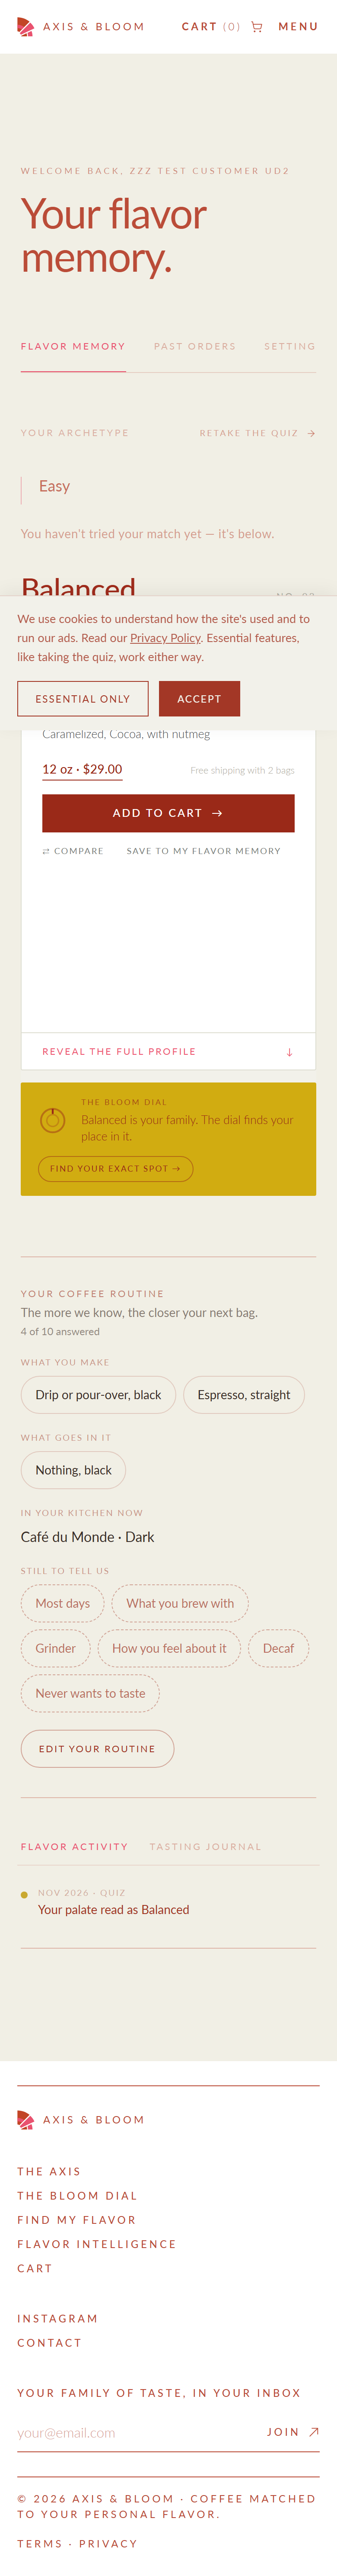 AXIS & BLOOM
CART (0)
MENU
WELCOME BACK, ZZZ TEST CUSTOMER UD2
Your flavor
memory.
FLAVOR MEMORY
PAST ORDERS
SETTING
YOUR ARCHETYPE
RETAKE THE QUIZ →
Easy
You haven't tried your match yet — it's below.
Balanced
We use cookies to understand how the site's used and to
run our ads. Read our Privacy Policy. Essential features,
like taking the quiz, work either way.
ESSENTIAL ONLY
ACCEPT
Caramelized, Cocoa, with nutmeg
12 oz · $29.00
Free shipping with 2 bags
ADD TO CART →
⇄ COMPARE
SAVE TO MY FLAVOR MEMORY
REVEAL THE FULL PROFILE ↓
THE BLOOM DIAL
Balanced is your family. The dial finds your
place in it.
FIND YOUR EXACT SPOT →
YOUR COFFEE ROUTINE
The more we know, the closer your next bag.
4 of 10 answered
WHAT YOU MAKE
Drip or pour-over, black
Espresso, straight
WHAT GOES IN IT
Nothing, black
IN YOUR KITCHEN NOW
Café du Monde · Dark
STILL TO TELL US
Most days
What you brew with
Grinder
How you feel about it
Decaf
Never wants to taste
EDIT YOUR ROUTINE
FLAVOR ACTIVITY
TASTING JOURNAL
NOV 2026 · QUIZ
Your palate read as Balanced
AXIS & BLOOM
THE AXIS
THE BLOOM DIAL
FIND MY FLAVOR
FLAVOR INTELLIGENCE
CART
INSTAGRAM
CONTACT
YOUR FAMILY OF TASTE, IN YOUR INBOX
your@email.com
JOIN ↗
© 2026 AXIS & BLOOM · COFFEE MATCHED
TO YOUR PERSONAL FLAVOR.
TERMS · PRIVACY